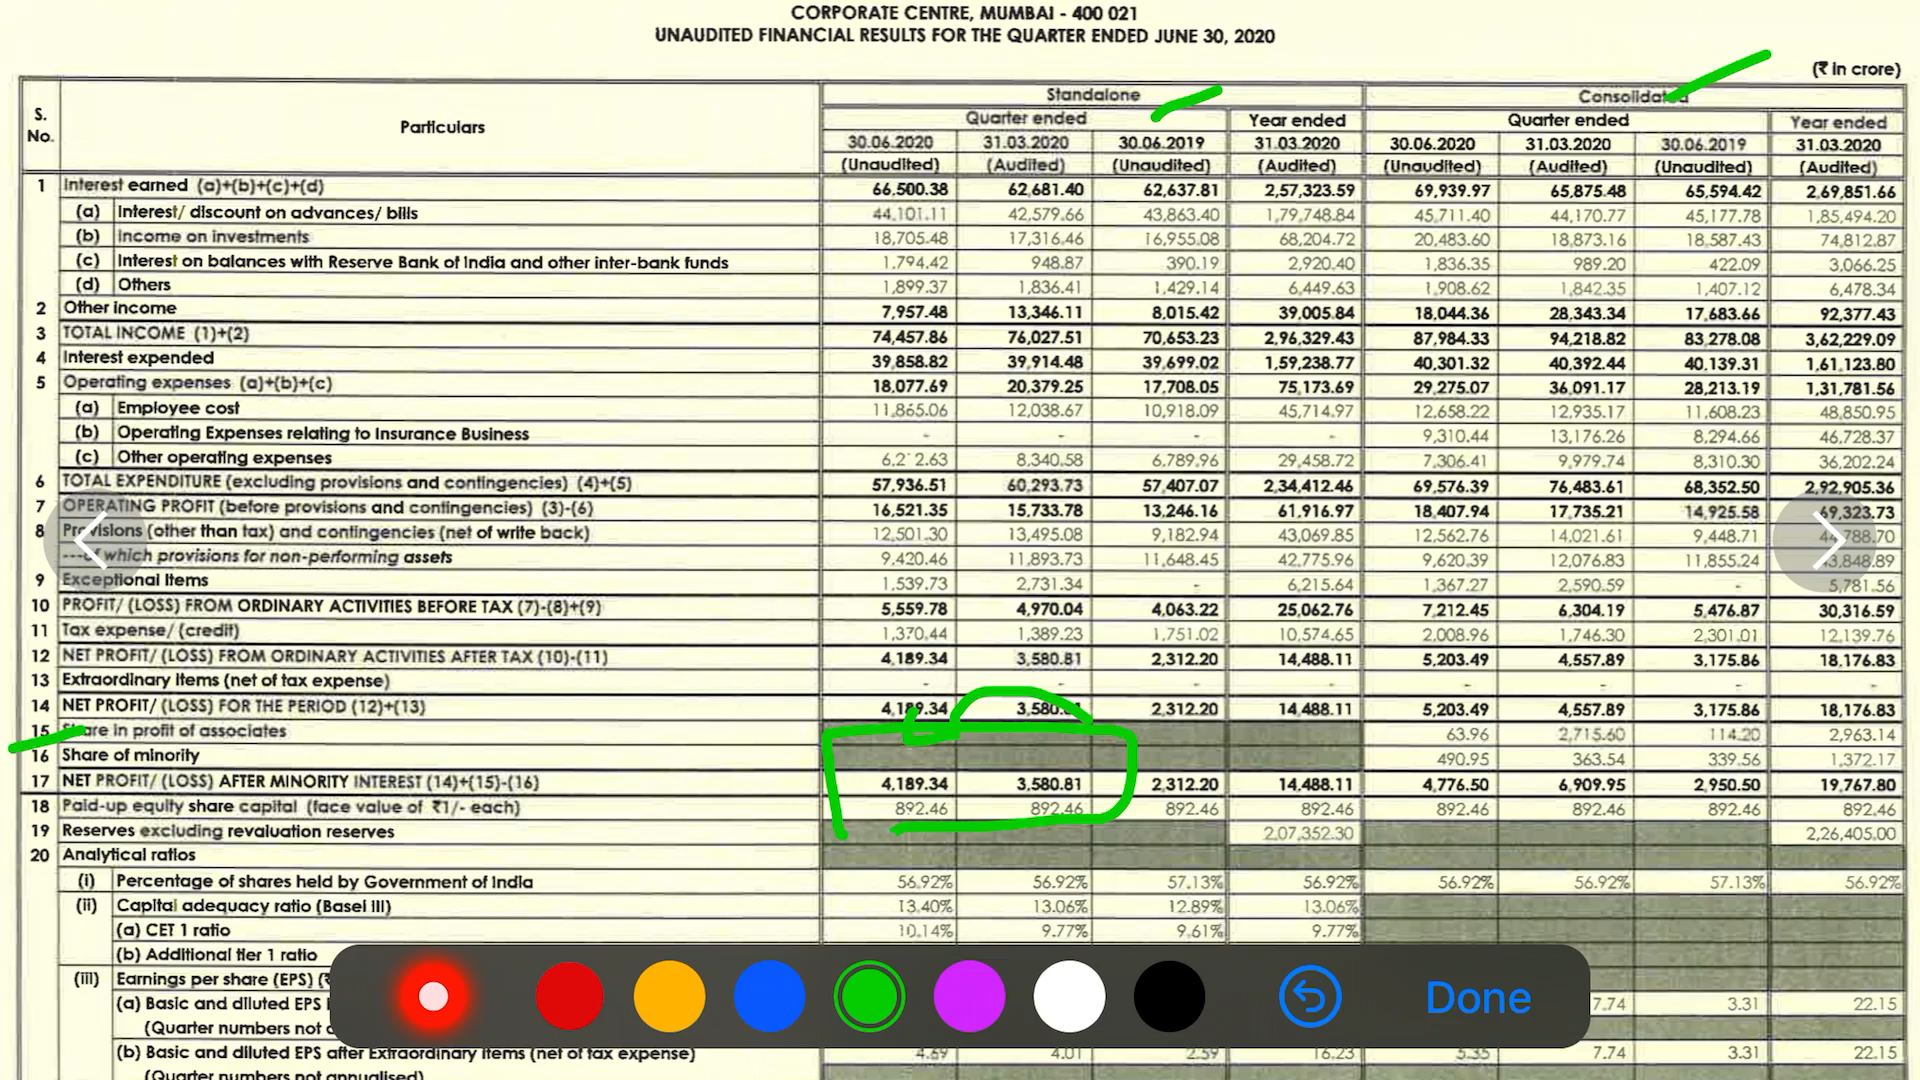 CORPORATE CENTRE, MUMBAI - 400 021
UNAUDITED FINANCIAL RESULTS FOR THE QUARTER ENDED JUNE 30, 2020
(₹ in crore)
S. No. Particulars Standalone Consolidated
Quarter ended Year ended Quarter ended Year ended
30.06.2020 31.03.2020 30.06.2019 31.03.2020 30.06.2020 31.03.2020 30.06.2019 31.03.2020
(Unaudited) (Audited) (Unaudited) (Audited) (Unaudited) (Audited) (Unaudited) (Audited)
1 Interest earned (a)+(b)+(c)+(d) 66,500.38 62,681.40 62,637.81 2,57,323.59 69,939.97 65,875.48 65,594.42 2,69,851.66
(a) Interest/ discount on advances/ bills 44,101.11 42,579.66 43,863.40 1,79,748.84 45,711.40 44,170.77 45,177.78 1,85,494.20
(b) Income on investments 18,705.48 17,316.46 16,955.08 68,204.72 20,483.60 18,873.16 18,587.43 74,812.87
(c) Interest on balances with Reserve Bank of India and other inter-bank funds 1,794.42 948.87 390.19 2,920.40 1,836.35 989.20 422.09 3,066.25
(d) Others 1,899.37 1,836.41 1,429.14 6,449.63 1,908.62 1,842.35 1,407.12 6,478.34
2 Other Income 7,957.48 13,346.11 8,015.42 39,005.84 18,044.36 28,343.34 17,683.66 92,377.43
3 TOTAL INCOME (1)+(2) 74,457.86 76,027.51 70,653.23 2,96,329.43 87,984.33 94,218.82 83,278.08 3,62,229.09
4 Interest expended 39,858.82 39,914.48 39,699.02 1,59,238.77 40,301.32 40,392.44 40,139.31 1,61,123.80
5 Operating expenses (a)+(b)+(c) 18,077.69 20,379.25 17,708.05 75,173.69 29,275.07 36,091.17 28,213.19 1,31,781.56
(a) Employee cost 11,865.06 12,038.67 10,918.09 45,714.97 12,658.22 12,935.17 11,608.23 48,850.95
(b) Operating Expenses relating to Insurance Business - - - - 9,310.44 13,176.26 8,294.66 46,728.37
(c) Other operating expenses 8,340.58 6,789.96 29,458.72 7,306.41 9,979.74 8,310.30 36,202.24
6 TOTAL EXPENDITURE (excluding provisions and contingencies) (4)+(5) 57,936.51 60,293.73 57,407.07 2,34,412.46 69,576.39 76,483.61 68,352.50 2,92,905.36
7 OPERATING PROFIT (before provisions and contingencies) (3)-(6) 16,521.35 15,733.78 13,246.16 61,916.97 18,407.94 17,735.21 14,925.58 69,323.73
8 Provisions (other than tax) and contingencies (net of write back) 12,501.30 13,495.08 9,182.94 43,069.85 12,562.76 14,021.61 9,448.71
---of which provisions for non-performing assets 9,420.46 11,893.73 11,648.45 42,775.96 9,620.39 12,076.83 11,855.24
9 Exceptional Items 1,539.73 2,731.34 - 6,215.64 1,367.27 2,590.59 - 5,781.56
10 PROFIT/ (LOSS) FROM ORDINARY ACTIVITIES BEFORE TAX (7)-(8)+(9) 5,559.78 4,970.04 4,063.22 25,062.76 7,212.45 6,304.19 5,476.87 30,316.59
11 Tax expense/ (credit) 1,370.44 1,389.23 1,751.02 10,574.65 2,008.96 1,746.30 2,301.01 12,139.76
12 NET PROFIT/ (LOSS) FROM ORDINARY ACTIVITIES AFTER TAX (10)-(11) 4,189.34 3,580.81 2,312.20 14,488.11 5,203.49 4,557.89 3,175.86 18,176.83
13 Extraordinary Items (net of tax expense) - - - - - - - -
14 NET PROFIT/ (LOSS) FOR THE PERIOD (12)+(13) 4,189.34 2,312.20 14,488.11 5,203.49 4,557.89 3,175.86 18,176.83
15 Share in profit of associates 63.96 2,715.60 114.20 2,963.14
16 Share of minority 490.95 363.54 339.56 1,372.17
17 NET PROFIT/ (LOSS) AFTER MINORITY INTEREST (14)+(15)-(16) 4,189.34 3,580.81 2,312.20 14,488.11 4,776.50 6,909.95 2,950.50 19,767.80
18 Paid-up equity share capital (face value of ₹1/- each) 892.46 892.46 892.46 892.46 892.46 892.46 892.46 892.46
19 Reserves excluding revaluation reserves 2,07,352.30 2,26,405.00
20 Analytical ratios
(i) Percentage of shares held by Government of India 56.92% 56.92% 57.13% 56.92% 56.92% 56.92% 57.13% 56.92%
(ii) Capital adequacy ratio (Basel III) 13.40% 13.06% 12.89% 13.06%
(a) CET 1 ratio 10.14% 9.77% 9.61% 9.77%
(b) Additional tier 1 ratio
(iii) Earnings per share (EPS)
(a) Basic and diluted EPS 7.74 3.31 22.15
(Quarter numbers not
(b) Basic and diluted EPS after Extraordinary items (net of tax expense) 4.69 4.01 2.59 16.23 5.35 7.74 3.31 22.15
(Quarter numbers not annualised)
Done